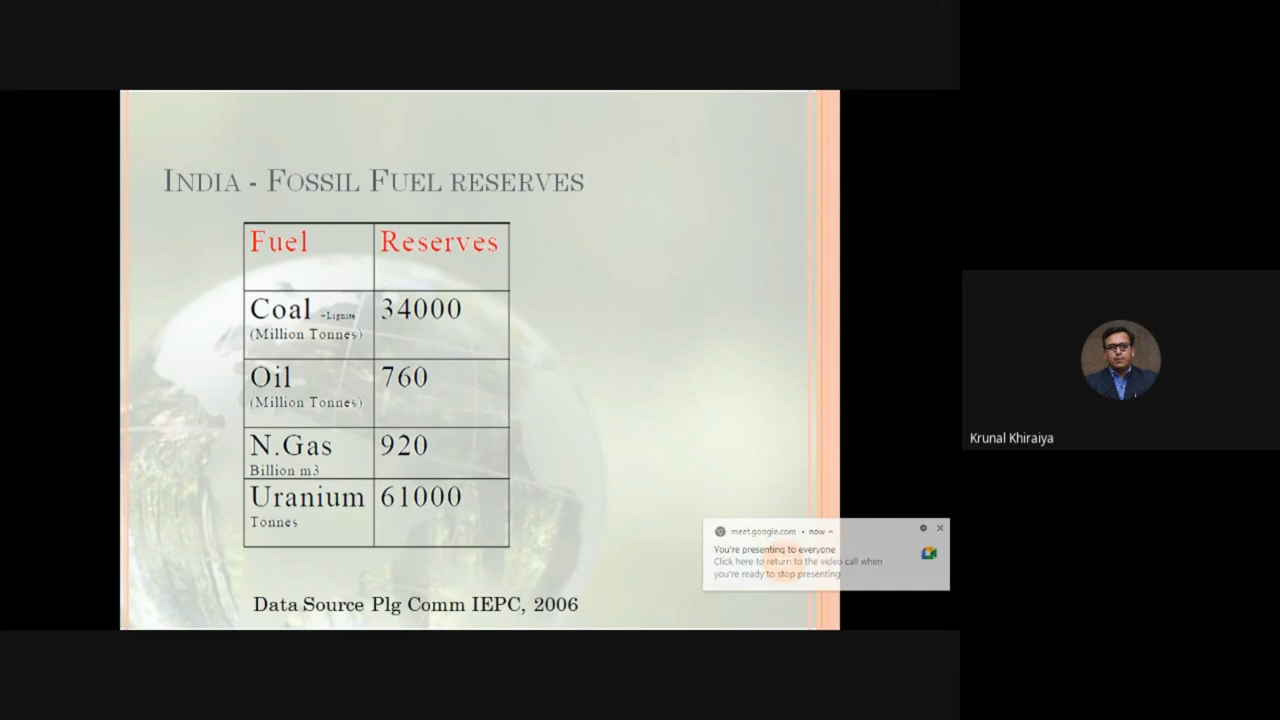 INDIA - FOSSIL FUEL RESERVES
Fuel Reserves
Coal +Lignite 34000
(Million Tonnes)
Oil 760
(Million Tonnes)
N.Gas 920
Billion m3
Uranium 61000
Tonnes
Data Source Plg Comm IEPC, 2006
meet.google.com • now
You're presenting to everyone
Click here to return to the video call when
you're ready to stop presenting
Krunal Khiraiya